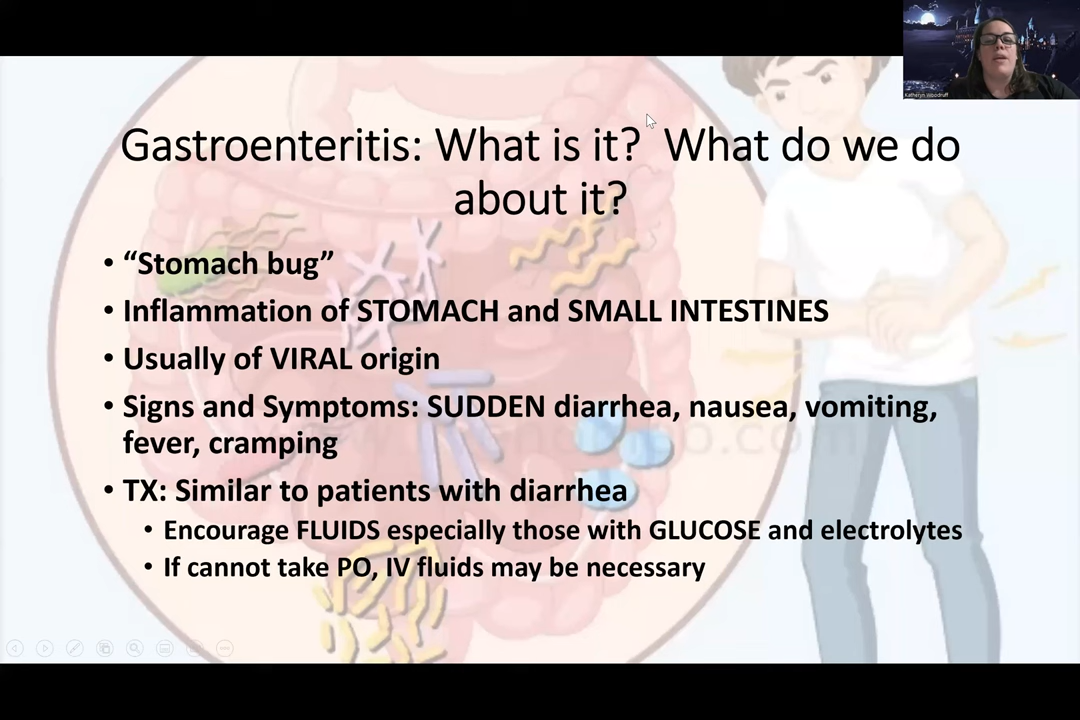 Katheryn Woodruff
Gastroenteritis: What is it?  What do we do
about it?
• “Stomach bug”
• Inflammation of STOMACH and SMALL INTESTINES
• Usually of VIRAL origin
• Signs and Symptoms: SUDDEN diarrhea, nausea, vomiting,
fever, cramping
• TX: Similar to patients with diarrhea
• Encourage FLUIDS especially those with GLUCOSE and electrolytes
• If cannot take PO, IV fluids may be necessary